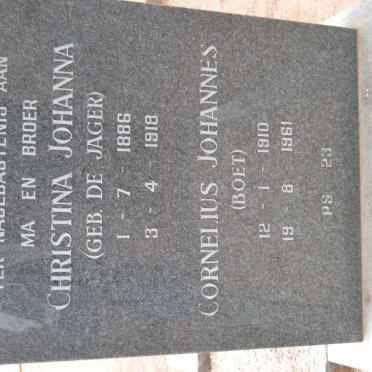 TER NAGEDAGTENIS AAN
MA EN BROER
CHRISTINA JOHANNA
(GEB. DE JAGER)
1 - 7 - 1886
3 - 4 - 1918
CORNELIUS JOHANNES
(BOET)
12 - 1 - 1910
19 - 8 - 1961
PS 23